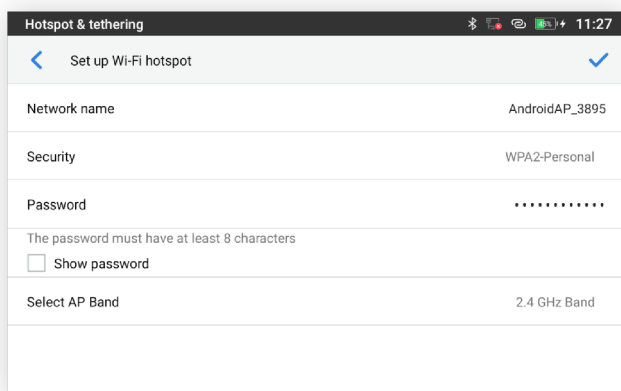 Hotspot & tethering 45% 11:27
Set up Wi-Fi hotspot
Network name AndroidAP_3895
Security WPA2-Personal
Password ••••••••••••
The password must have at least 8 characters
Show password
Select AP Band 2.4 GHz Band